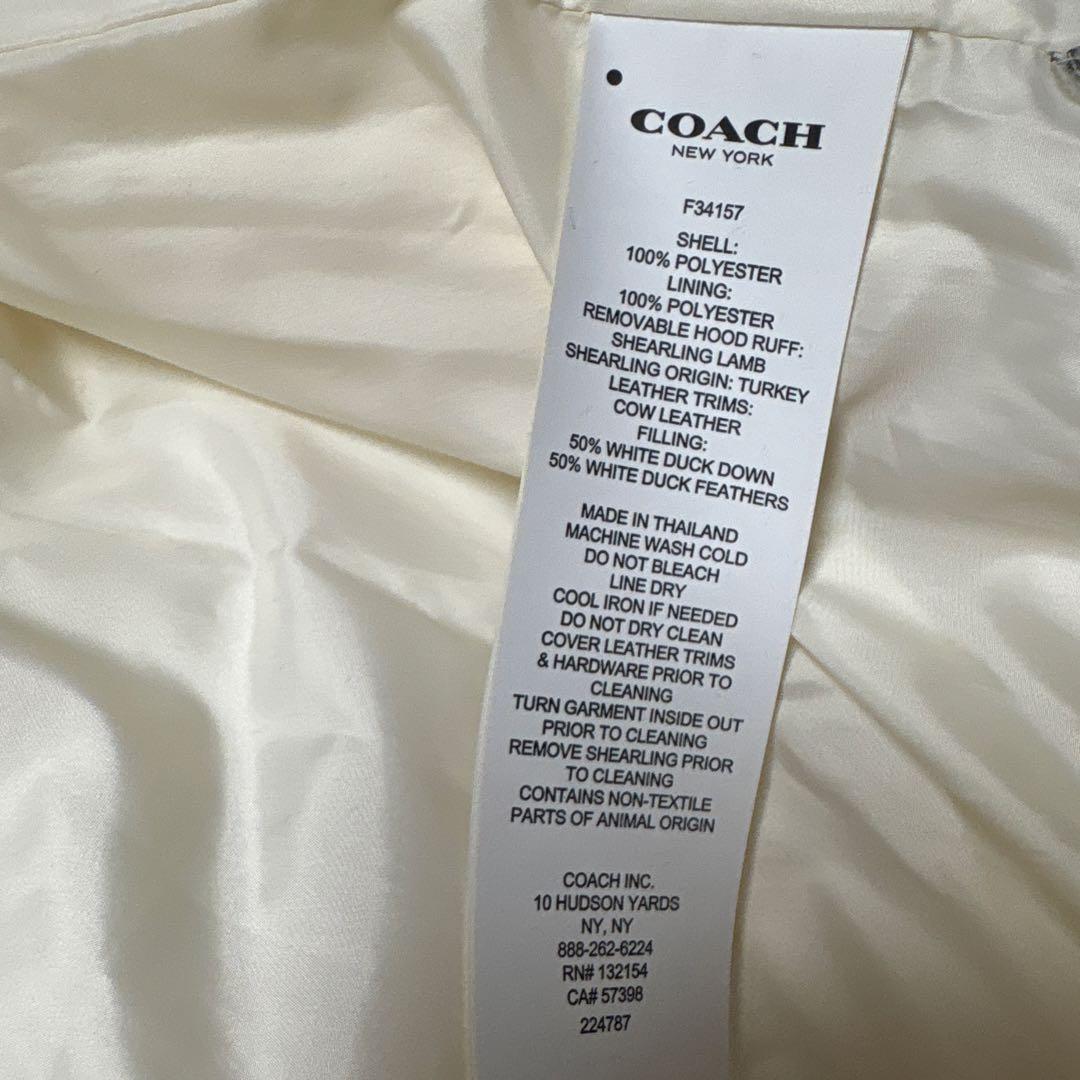 COACH
NEW YORK
F34157
SHELL:
100% POLYESTER
LINING:
100% POLYESTER
REMOVABLE HOOD RUFF:
SHEARLING LAMB
SHEARLING ORIGIN: TURKEY
LEATHER TRIMS:
COW LEATHER
FILLING:
50% WHITE DUCK DOWN
50% WHITE DUCK FEATHERS
MADE IN THAILAND
MACHINE WASH COLD
DO NOT BLEACH
LINE DRY
COOL IRON IF NEEDED
DO NOT DRY CLEAN
COVER LEATHER TRIMS
& HARDWARE PRIOR TO
CLEANING
TURN GARMENT INSIDE OUT
PRIOR TO CLEANING
REMOVE SHEARLING PRIOR
TO CLEANING
CONTAINS NON-TEXTILE
PARTS OF ANIMAL ORIGIN
COACH INC.
10 HUDSON YARDS
NY, NY
888-262-6224
RN# 132154
CA# 57398
224787